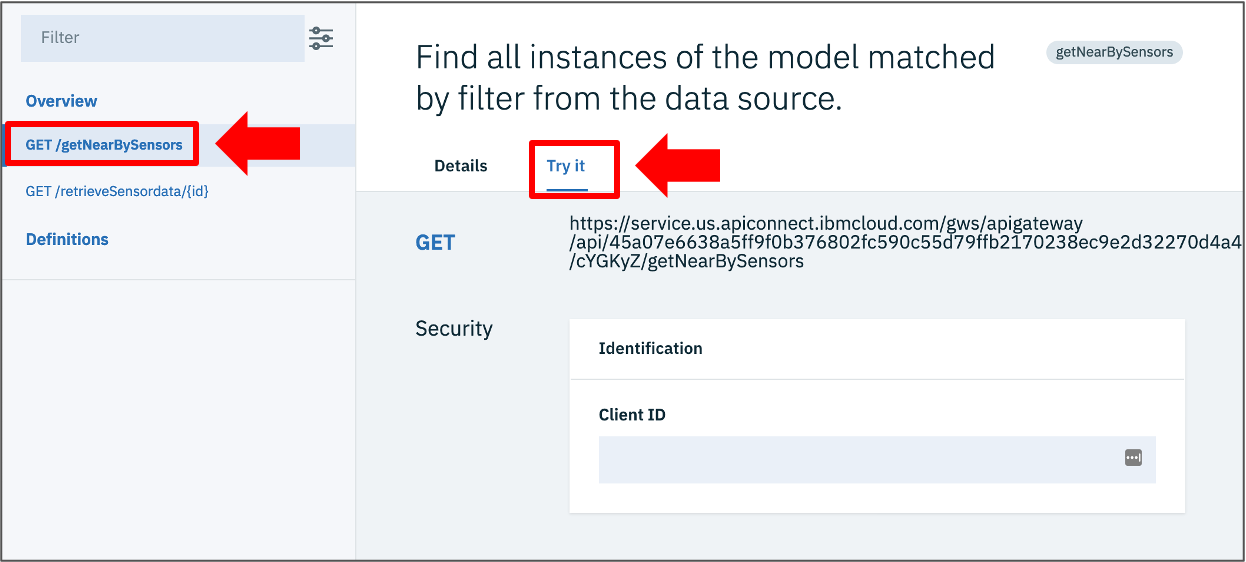 Filter
Overview
GET /getNearBySensors
GET /retrieveSensordata/{id}
Definitions
Find all instances of the model matched
by filter from the data source.
getNearBySensors
Details
Try it
GET
https://service.us.apiconnect.ibmcloud.com/gws/apigateway
/api/45a07e6638a5ff9f0b376802fc590c55d79ffb2170238ec9e2d32270d4a4
/cYGKyZ/getNearBySensors
Security
Identification
Client ID